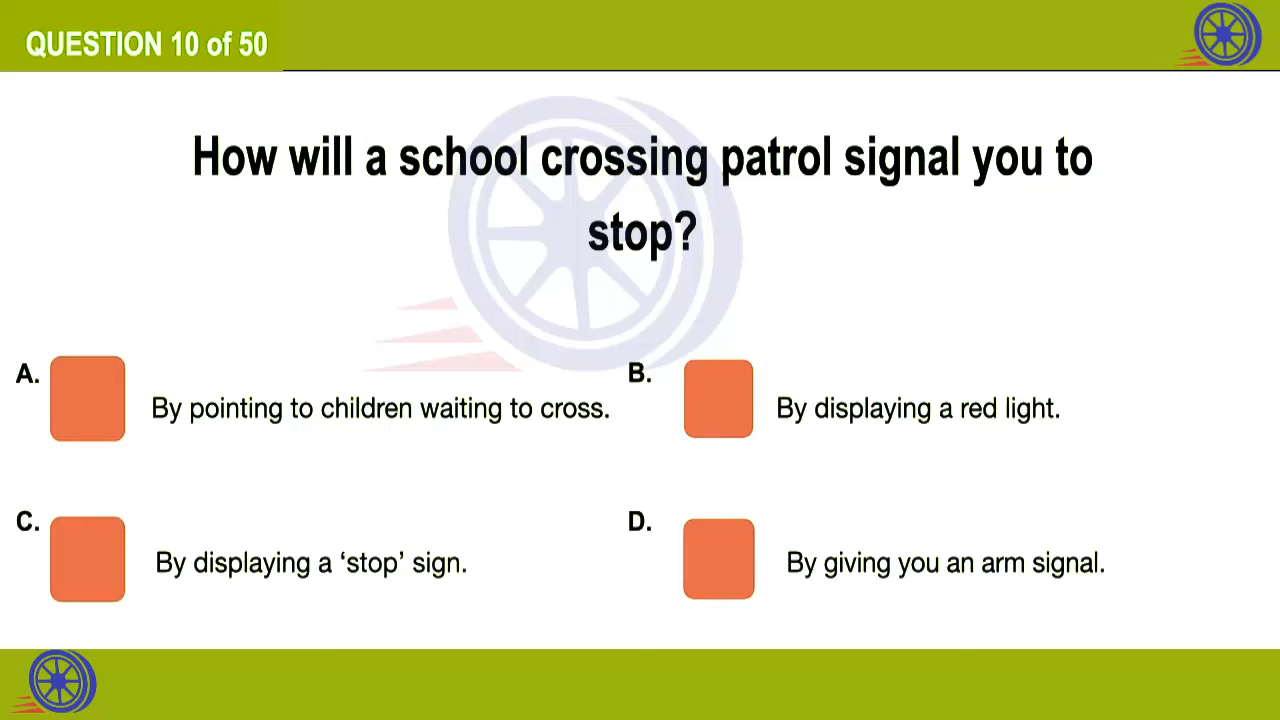 QUESTION 10 of 50
How will a school crossing patrol signal you to
stop?
A. By pointing to children waiting to cross.
B. By displaying a red light.
C. By displaying a ‘stop’ sign.
D. By giving you an arm signal.